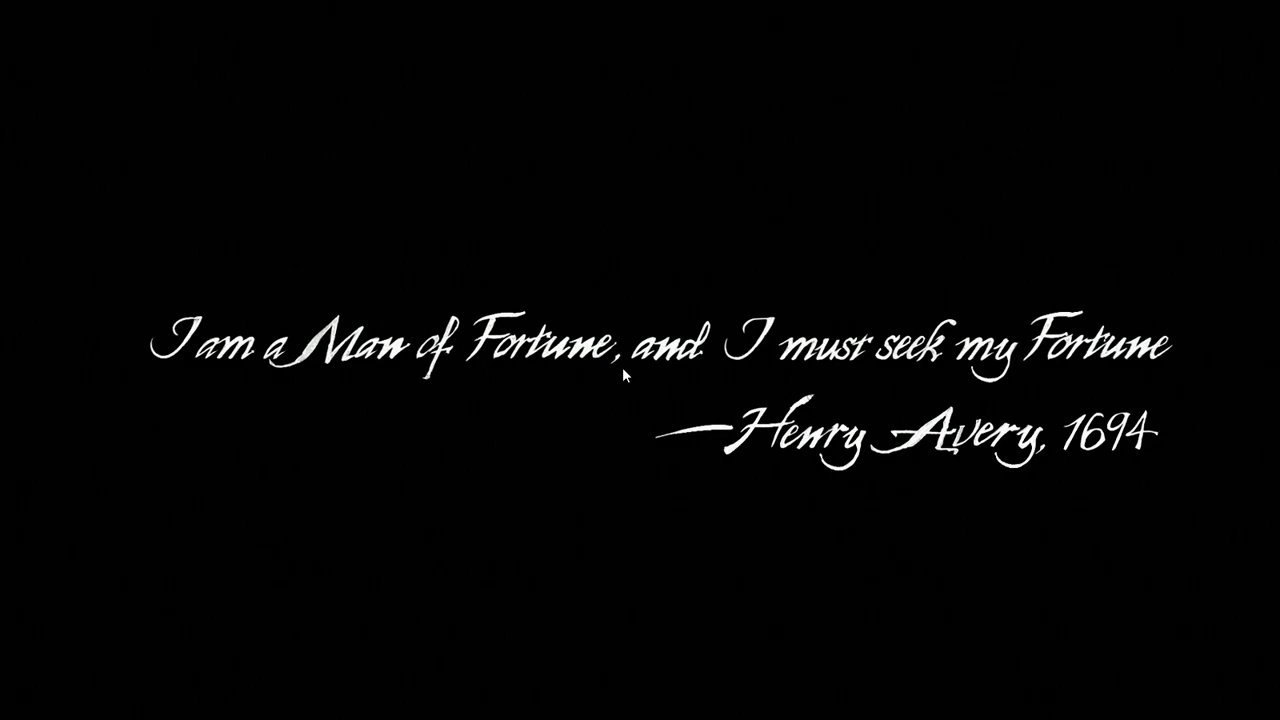 I am a Man of Fortune, and I must seek my Fortune
—Henry Avery, 1694